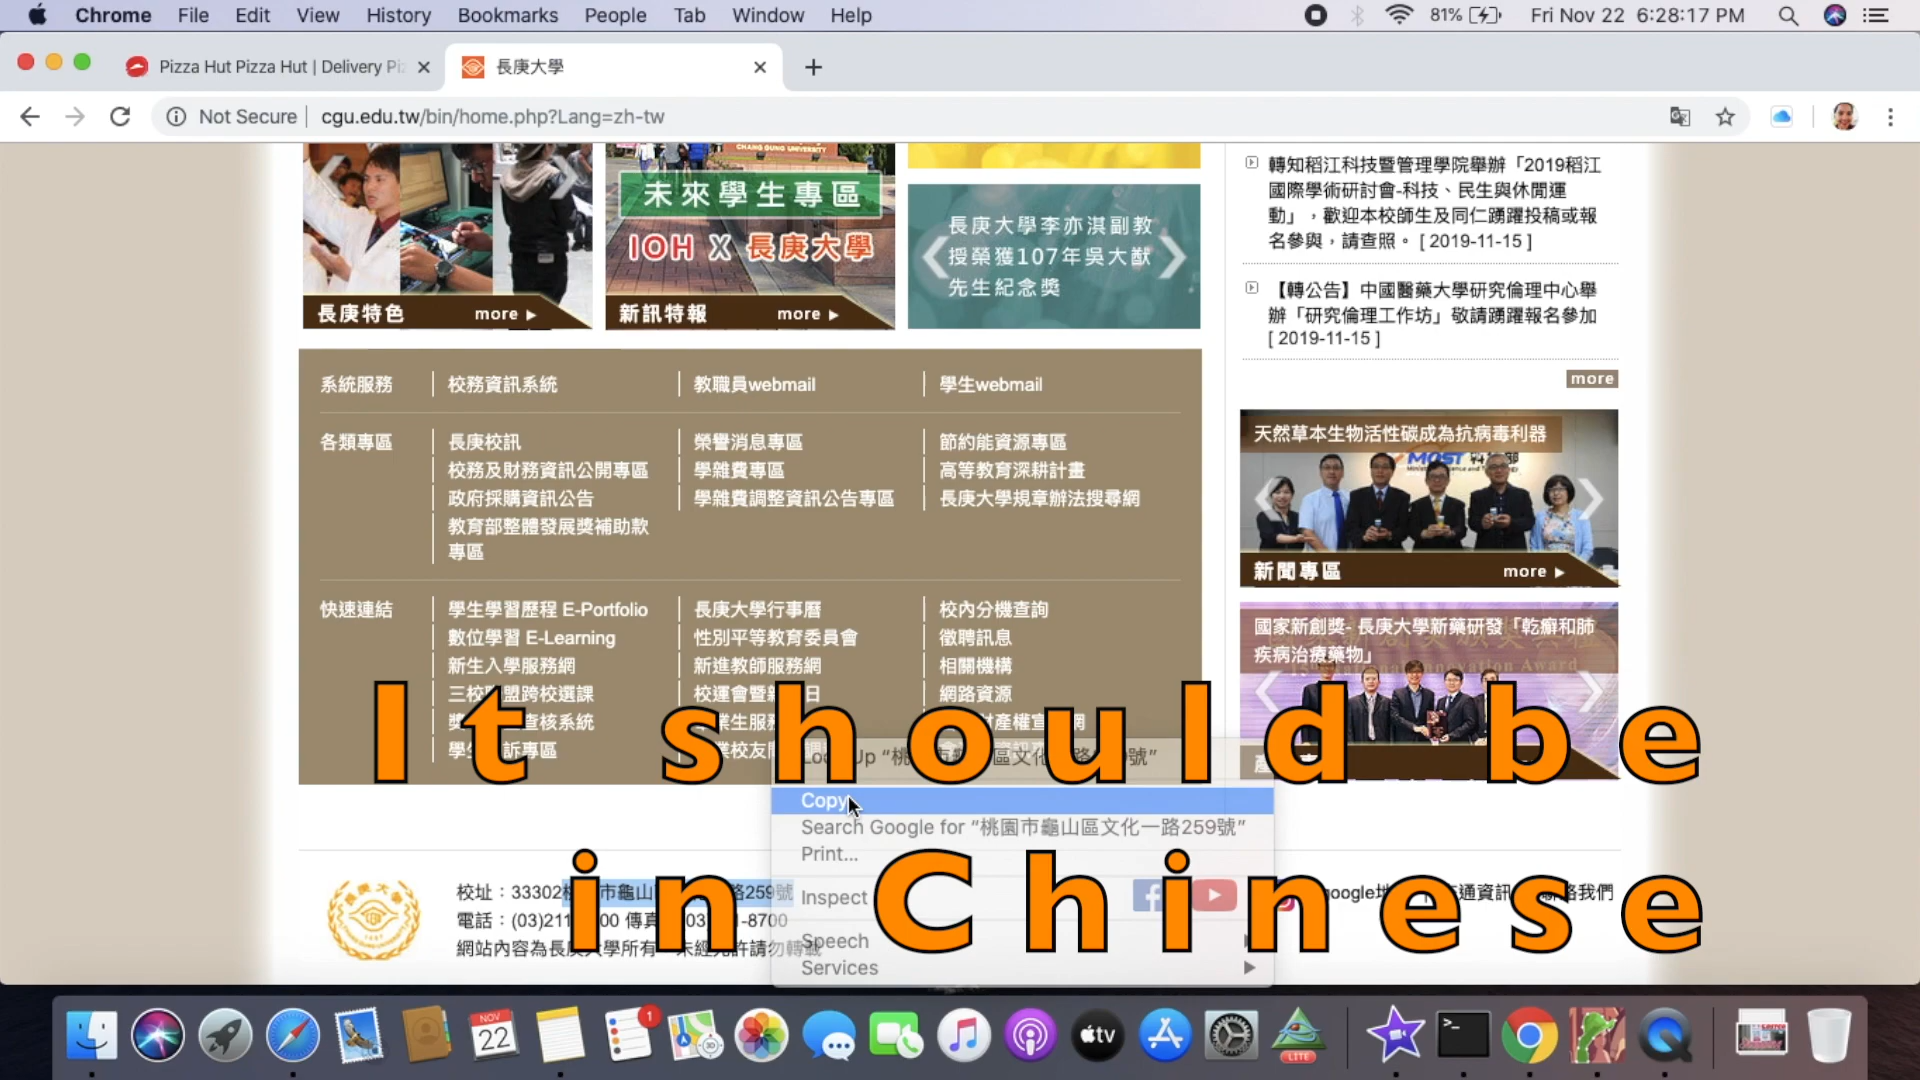 Chrome File Edit View History Bookmarks People Tab Window Help
81% Fri Nov 22 6:28:17 PM
Pizza Hut Pizza Hut | Delivery
長庚大學
Not Secure cgu.edu.tw/bin/home.php?Lang=zh-tw
CHANG GUNG UNIVERSITY
未來學生專區
IOH X 長庚大學
長庚特色 more
新訊特報 more
長庚大學李亦淇副教
授榮獲107年吳大猷
先生紀念獎
轉知稻江科技暨管理學院舉辦「2019稻江
國際學術研討會-科技、民生與休閒運
動」，歡迎本校師生及同仁踴躍投稿或報
名參與，請查照。 [ 2019-11-15 ]
【轉公告】中國醫藥大學研究倫理中心舉
辦「研究倫理工作坊」敬請踴躍報名參加
[ 2019-11-15 ]
more
系統服務 校務資訊系統 教職員webmail 學生webmail
各類專區 長庚校訊 榮譽消息專區 節約能資源專區
校務及財務資訊公開專區 學雜費專區 高等教育深耕計畫
政府採購資訊公告 學雜費調整資訊公告專區 長庚大學規章辦法搜尋網
教育部整體發展獎補助款
專區
快速連結 學生學習歷程 E-Portfolio 長庚大學行事曆 校內分機查詢
數位學習 E-Learning 性別平等教育委員會 徵聘訊息
新生入學服務網 新進教師服務網 相關機構
網路資源
天然草本生物活性碳成為抗病毒利器
MOST
新聞專區 more
國家新創獎- 長庚大學新藥研發「乾癬和肺
疾病治療藥物」
It should be
in Chinese
Copy
Search Google for “桃園市龜山區文化一路259號”
Print...
Inspect
Speech
Services
校址：33302
NOV
22
1
3D
tv
LITE